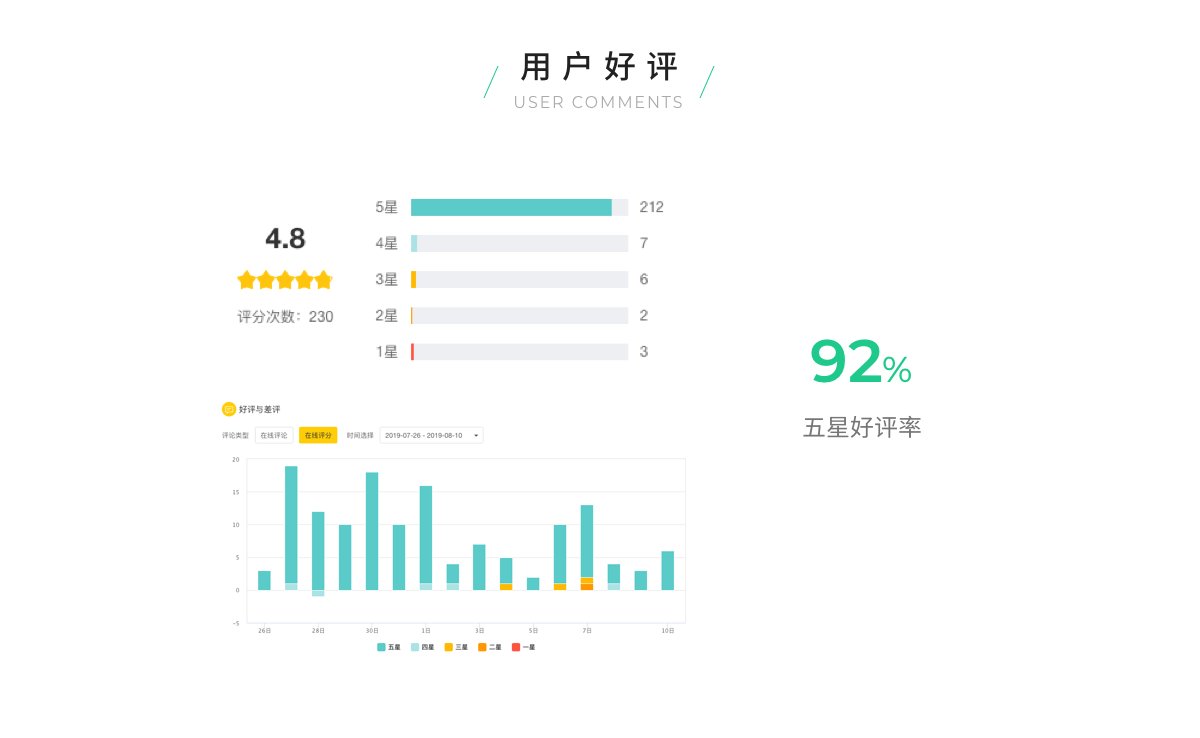 用户好评
USER COMMENTS
4.8
评分次数：230
5星 212
4星 7
3星 6
2星 2
1星 3
92%
五星好评率
好评与差评
评论类型 在线评论 在线评分 时间选择 2019-07-26 - 2019-08-10
20
15
10
5
0
-5
26日 28日 30日 1日 3日 5日 7日 10日
五星 四星 三星 二星 一星